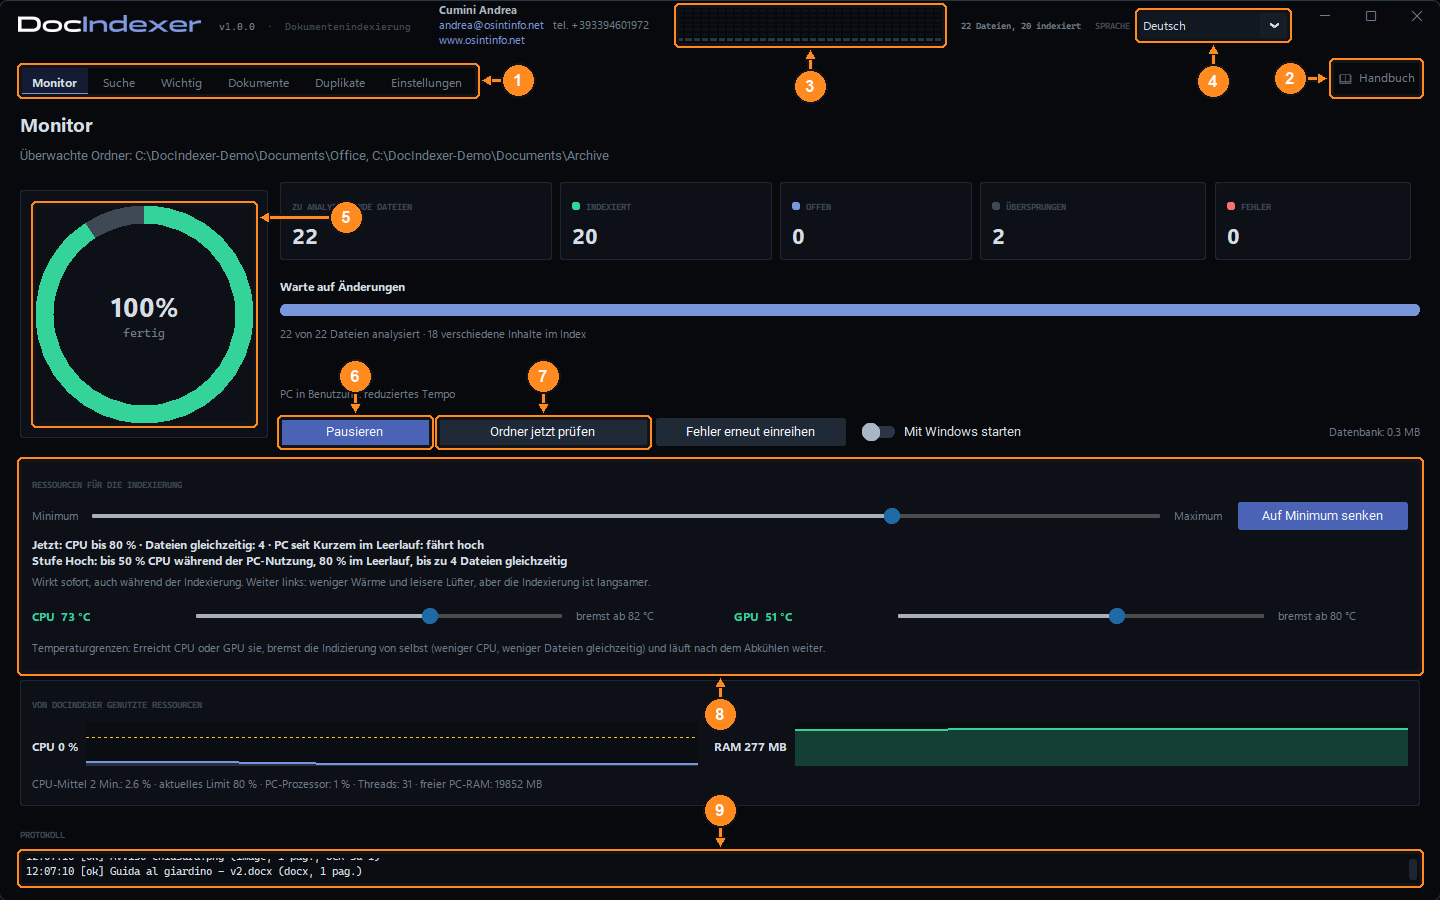 DocIndexer v1.0.0 · Dokumentenindexierung
Cumini Andrea
andrea@osintinfo.net tel. +393394601972
www.osintinfo.net
22 Dateien, 20 indexiert
SPRACHE Deutsch
4
3
Monitor Suche Wichtig Dokumente Duplikate Einstellungen
1
2
Handbuch
Monitor
Überwachte Ordner: C:\DocIndexer-Demo\Documents\Office, C:\DocIndexer-Demo\Documents\Archive
100%
fertig
5
DATEIEN
22
INDEXIERT
20
OFFEN
0
ÜBERSPRUNGEN
2
FEHLER
0
Warte auf Änderungen
22 von 22 Dateien analysiert · 18 verschiedene Inhalte im Index
6
7
PC in reduziertes Tempo
Pausieren
Ordner jetzt prüfen
Fehler erneut einreihen
Mit Windows starten
Datenbank: 0.3 MB
RESSOURCEN FÜR DIE INDEXIERUNG
Minimum
Maximum
Auf Minimum senken
Jetzt: CPU bis 80 % · Dateien gleichzeitig: 4 · PC seit Kurzem im Leerlauf: fährt hoch
Stufe Hoch: bis 50 % CPU während der PC-Nutzung, 80 % im Leerlauf, bis zu 4 Dateien gleichzeitig
Wirkt sofort, auch während der Indexierung. Weiter links: weniger Wärme und leisere Lüfter, aber die Indexierung ist langsamer.
CPU 73 °C
bremst ab 82 °C
GPU 51 °C
bremst ab 80 °C
Temperaturgrenzen: Erreicht CPU oder GPU sie, bremst die Indizierung von selbst (weniger CPU, weniger Dateien gleichzeitig) und läuft nach dem Abkühlen weiter.
8
VON DOCINDEXER GENUTZTE RESSOURCEN
CPU 0 %
RAM 277 MB
CPU-Mittel 2 Min.: 2.6 % · aktuelles Limit 80 % · PC-Prozessor: 1 % · Threads: 31 · freier PC-RAM: 19852 MB
9
PROTOKOLL
12:07:10 [ok] Guida al giardino - v2.docx (docx, 1 pag.)